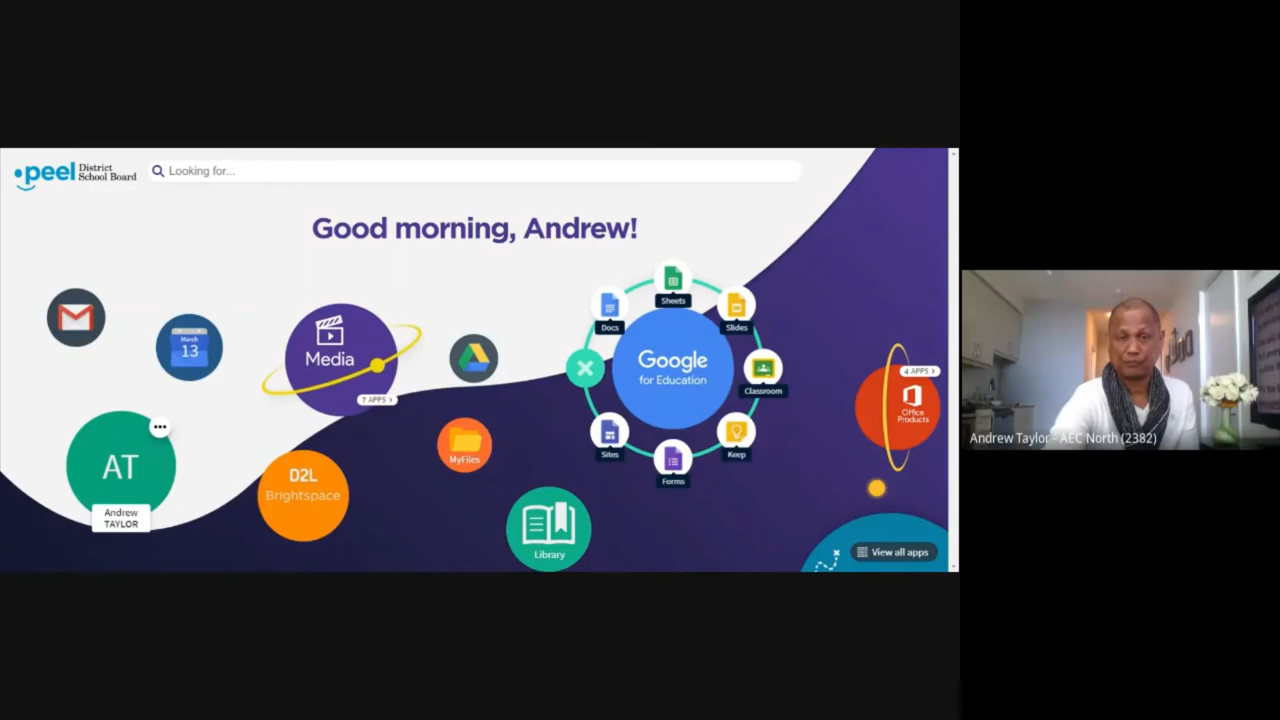 peel District
School Board
Looking for...
Good morning, Andrew!
Sheets
Docs
Slides
March
13
Media
7 APPS >
Google
for Education
Classroom
4 APPS >
Office
Products
AT
Andrew
TAYLOR
D2L
Brightspace
MyFiles
Sites
Keep
Forms
Library
View all apps
Andrew Taylor - AEC North (2382)